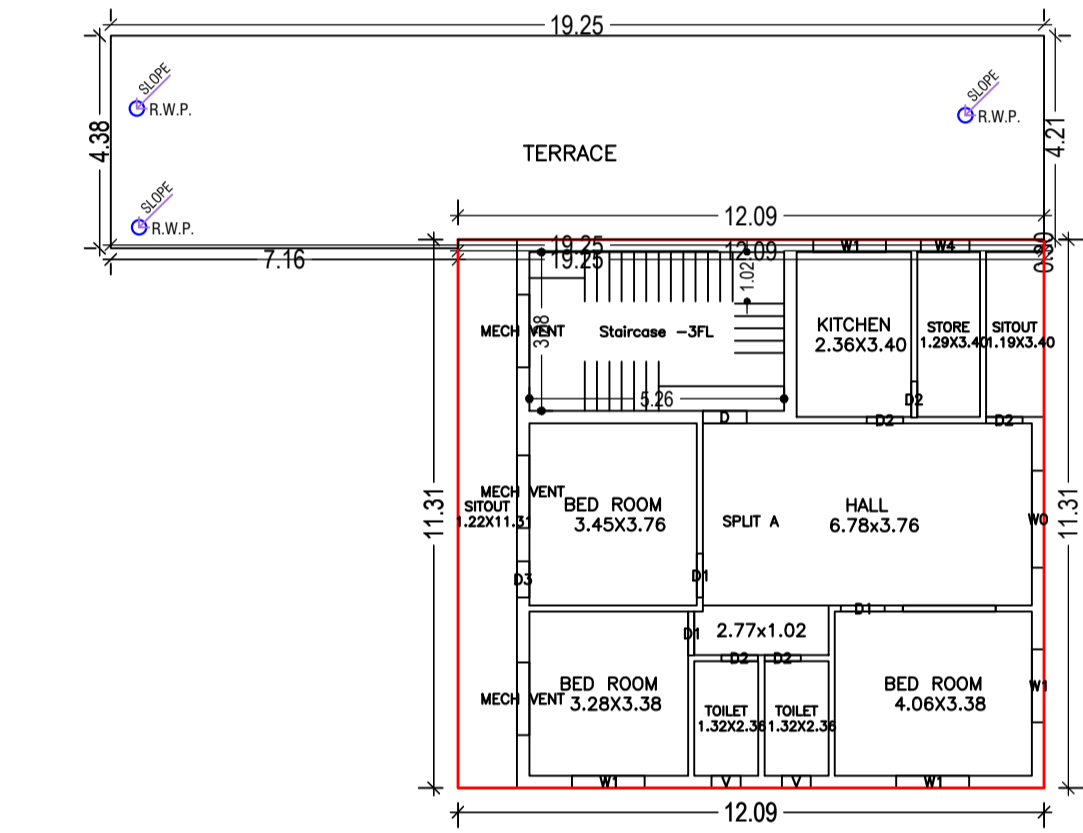 19.25
SLOPE
R.W.P.
SLOPE
R.W.P.
4.38
4.21
TERRACE
SLOPE
R.W.P.
12.09
7.16
19.25
19.25
12.09
W1
W4
1.02
MECH VENT
Staircase -3FL
KITCHEN
2.36X3.40
STORE
1.29X3.40
SITOUT
1.19X3.40
5.26
D
D2
D2
D2
11.31
11.31
MECH VENT
SITOUT
1.22X11.31
BED ROOM
3.45X3.76
SPLIT A
HALL
6.78x3.76
W0
D3
D1
D1
D1
2.77x1.02
D2
D2
MECH VENT
BED ROOM
3.28X3.38
TOILET
1.32X2.36
TOILET
1.32X2.36
BED ROOM
4.06X3.38
W1
W1
V
V
W1
12.09